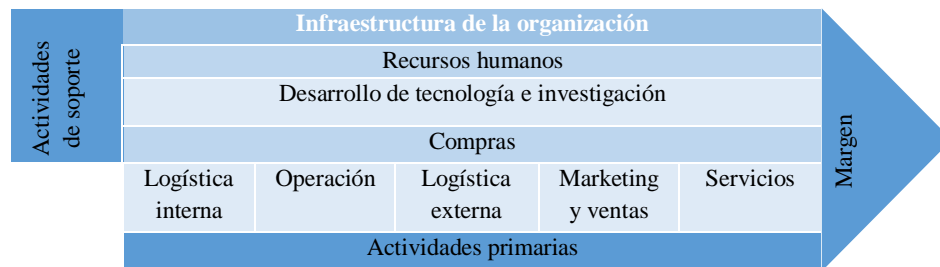 Actividades
de soporte
Infraestructura de la organización
Recursos humanos
Desarrollo de tecnología e investigación
Compras
Logística
interna
Operación
Logística
externa
Marketing
y ventas
Servicios
Actividades primarias
Margen